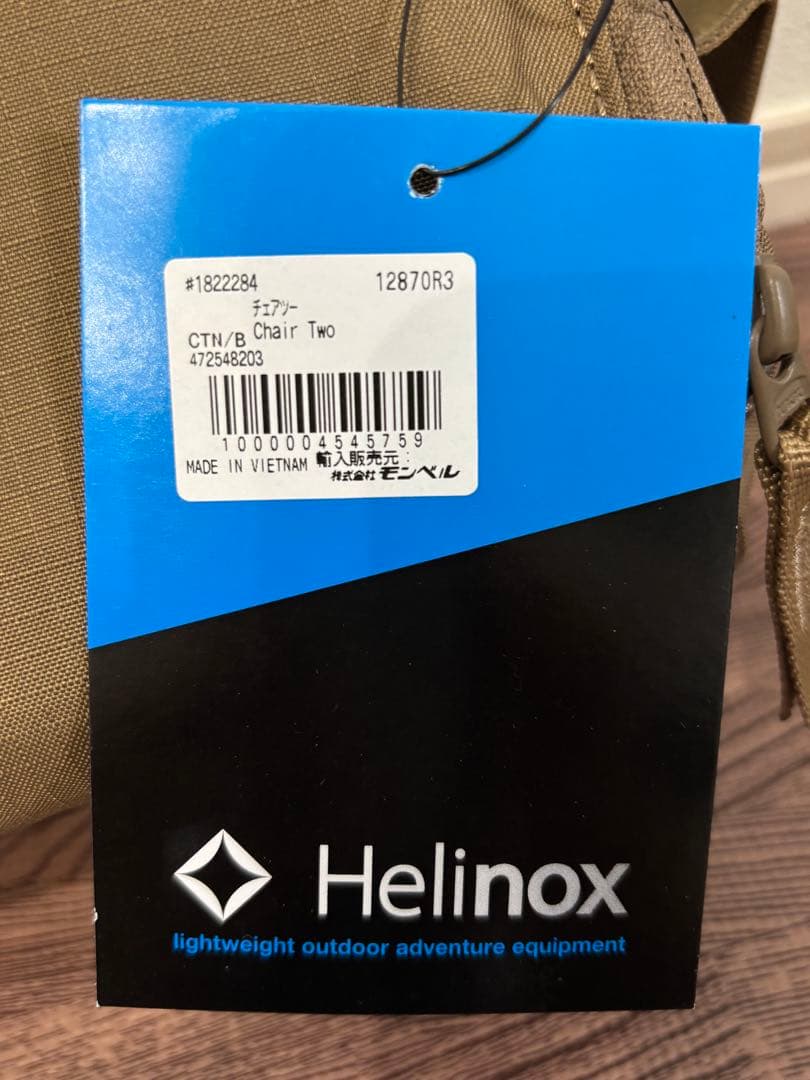 #1822284 12870R3
ﾁｪｱﾂｰ
CTN/B Chair Two
472548203
1000004545759
MADE IN VIETNAM 輸入販売元：
株式会社 モンベル
Helinox
lightweight outdoor adventure equipment